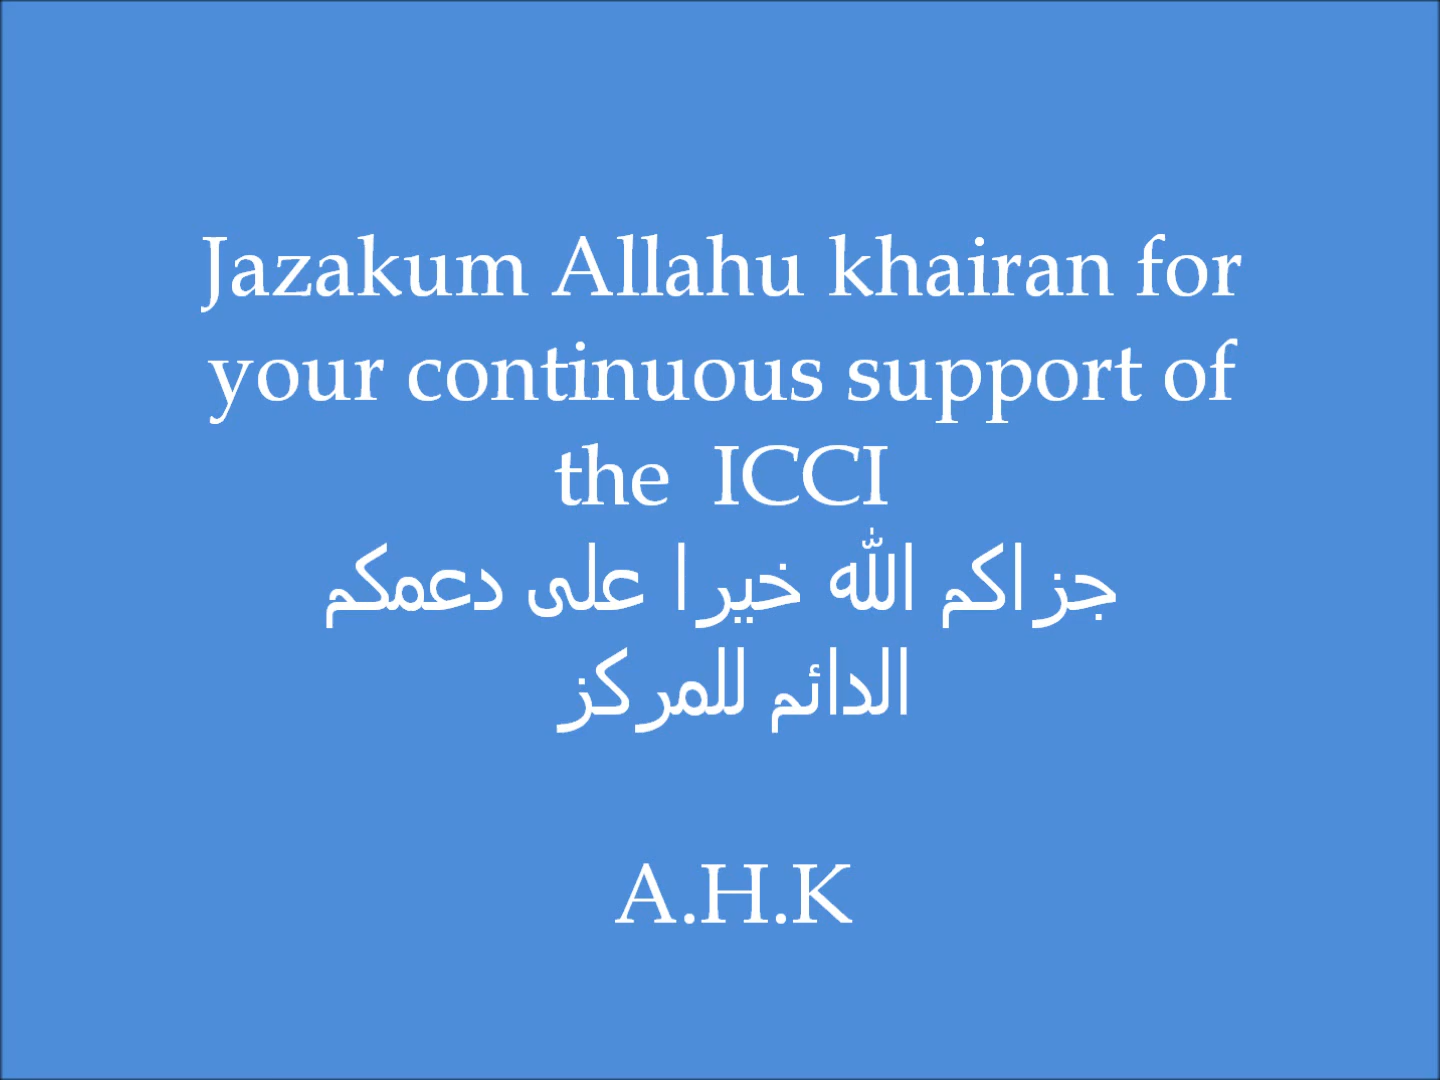 Jazakum Allahu khairan for
your continuous support of
the  ICCI
جزاكم الله خيرا على دعمكم
الدائم للمركز
A.H.K